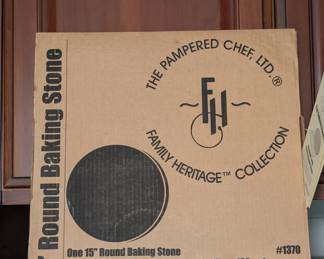 THE PAMPERED CHEF, LTD.®
FH
FAMILY HERITAGE™ COLLECTION
" Round Baking Stone
One 15" Round Baking Stone
#1370